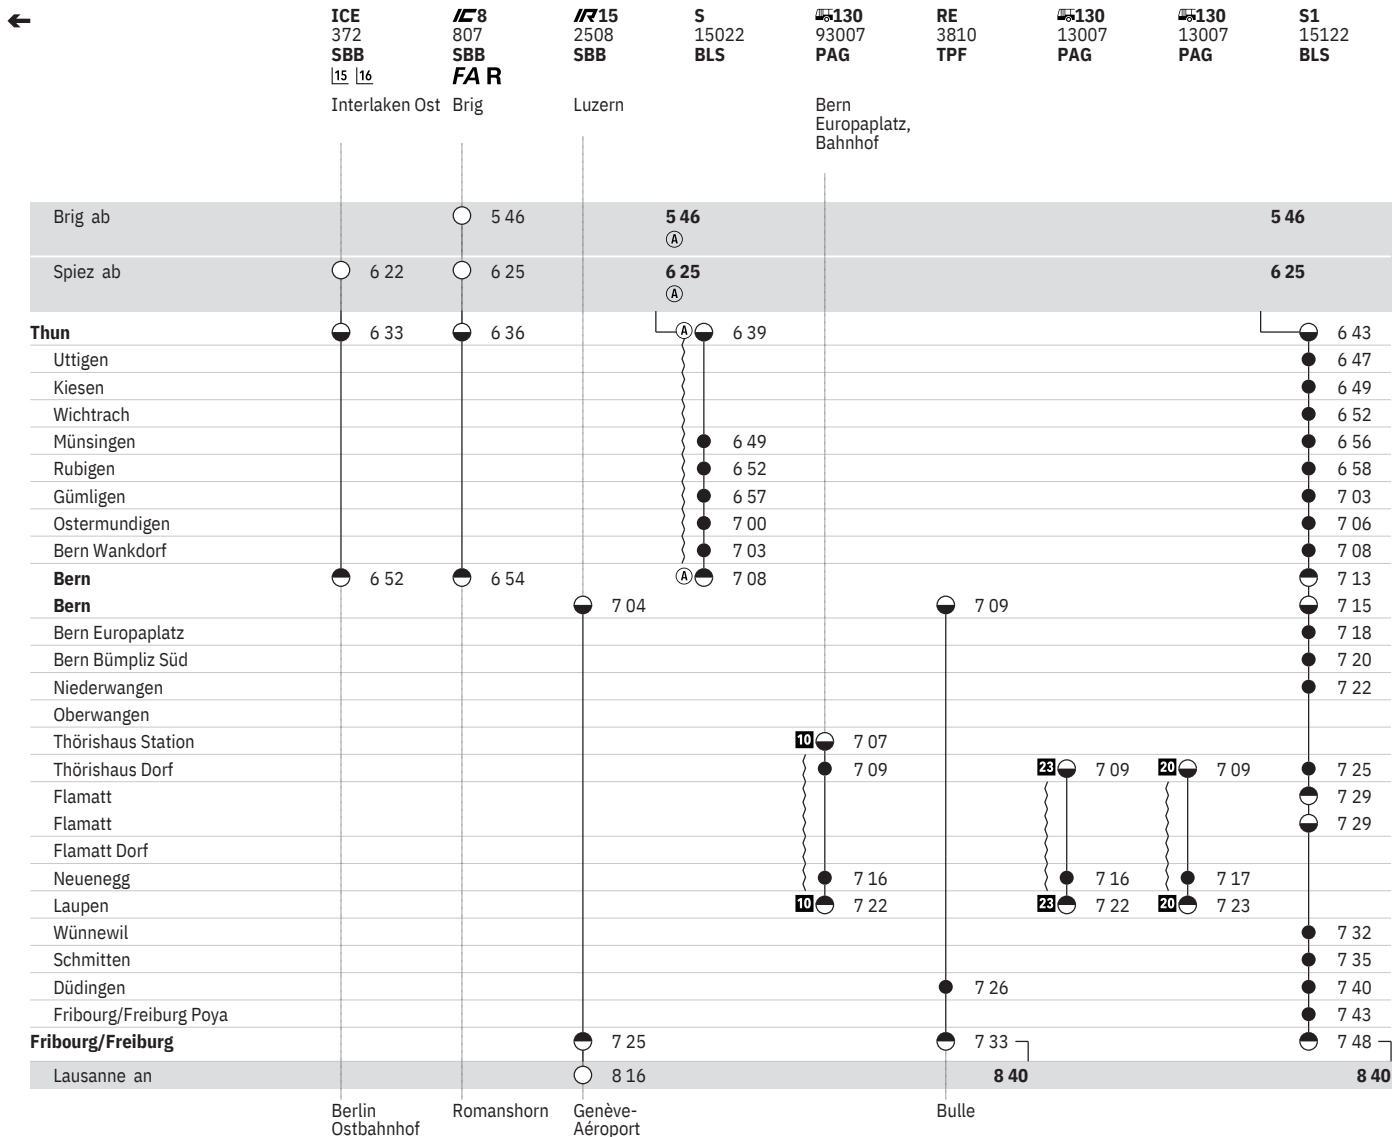 ICE IC8 IR15 S 130 RE 130 130 S1
372 807 2508 15022 93007 3810 13007 13007 15122
SBB SBB SBB BLS PAG TPF PAG PAG BLS
15 16 FA R
Interlaken Ost Brig Luzern Bern
Europaplatz,
Bahnhof
Brig ab 5 46 5 46 5 46
A
Spiez ab 6 22 6 25 6 25 6 25
A
Thun 6 33 6 36 A 6 39 6 43
Uttigen 6 47
Kiesen 6 49
Wichtrach 6 52
Münsingen 6 49 6 56
Rubigen 6 52 6 58
Gümligen 6 57 7 03
Ostermundigen 7 00 7 06
Bern Wankdorf 7 03 7 08
Bern 6 52 6 54 A 7 08 7 13
Bern 7 04 7 09 7 15
Bern Europaplatz 7 18
Bern Bümpliz Süd 7 20
Niederwangen 7 22
Oberwangen
Thörishaus Station 10 7 07
Thörishaus Dorf 7 09 23 7 09 20 7 09 7 25
Flamatt 7 29
Flamatt 7 29
Flamatt Dorf
Neuenegg 7 16 7 16 7 17
Laupen 10 7 22 23 7 22 20 7 23
Wünnewil 7 32
Schmitten 7 35
Düdingen 7 26 7 40
Fribourg/Freiburg Poya 7 43
Fribourg/Freiburg 7 25 7 33 7 48
Lausanne an 8 16 8 40 8 40
Berlin Romanshorn Genève- Bulle
Ostbahnhof Aéroport